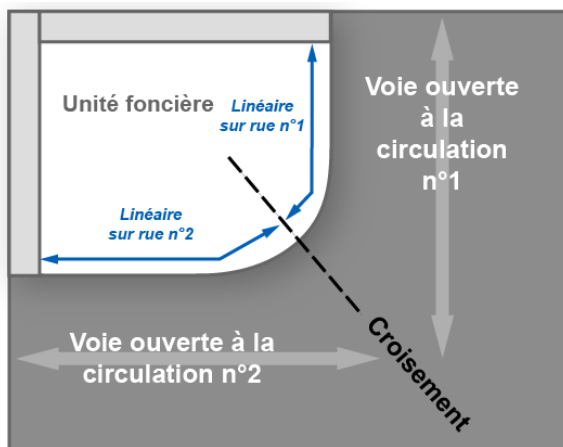 Unité foncière
Linéaire
sur rue n°1
Voie ouverte
à la
circulation
n°1
Linéaire
sur rue n°2
Voie ouverte à la
circulation n°2
Croisement